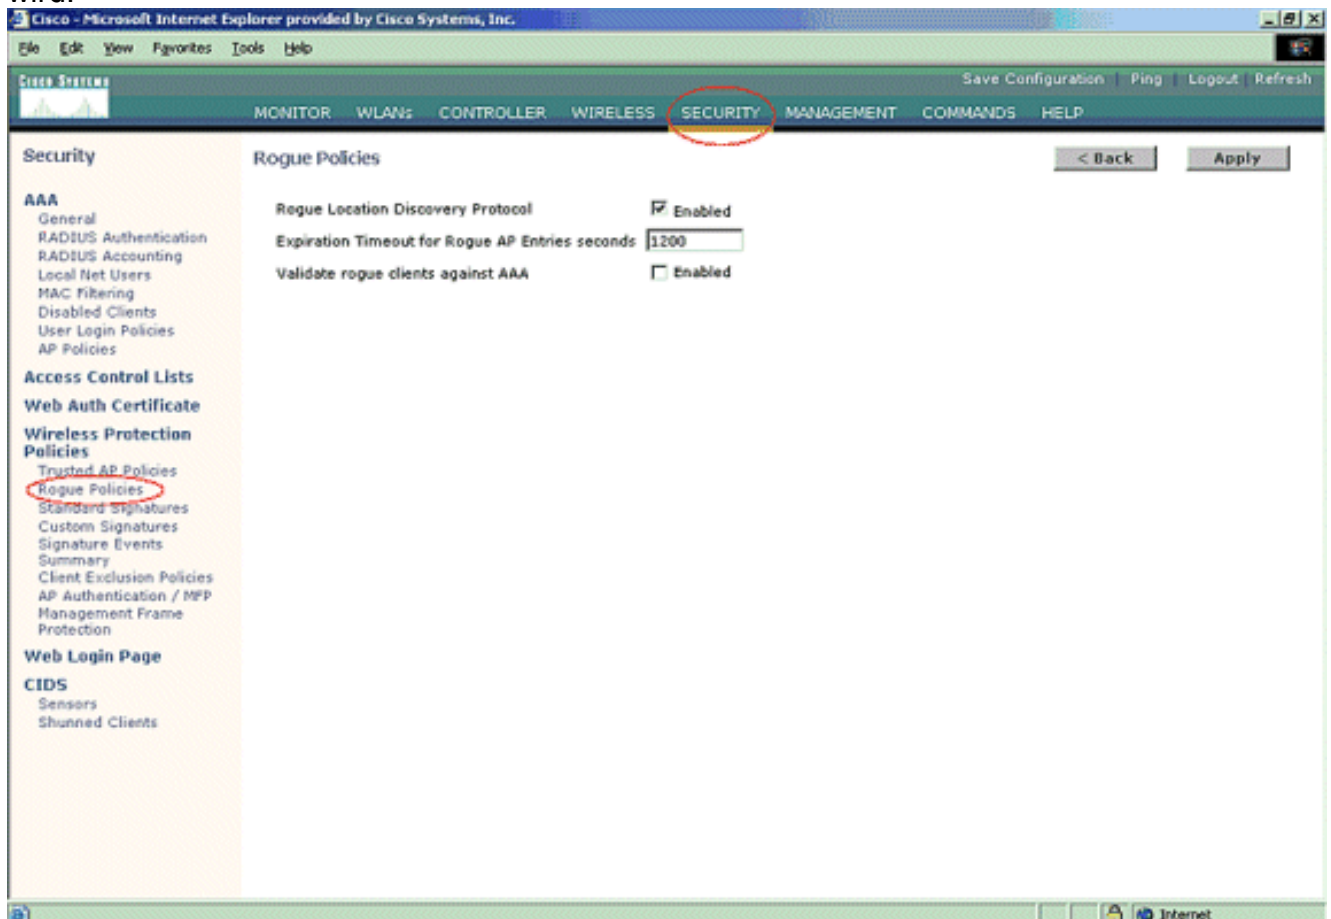 wird.
Cisco - Microsoft Internet Explorer provided by Cisco Systems, Inc.
File Edit View Favorites Tools Help
CISCO SYSTEMS
Save Configuration | Ping | Logout | Refresh
MONITOR WLANs CONTROLLER WIRELESS SECURITY MANAGEMENT COMMANDS HELP
Security
AAA
General
RADIUS Authentication
RADIUS Accounting
Local Net Users
MAC Filtering
Disabled Clients
User Login Policies
AP Policies
Access Control Lists
Web Auth Certificate
Wireless Protection
Policies
Trusted AP Policies
Rogue Policies
Standard Signatures
Custom Signatures
Signature Events
Summary
Client Exclusion Policies
AP Authentication / MFP
Management Frame
Protection
Web Login Page
CIDS
Sensors
Shunned Clients
Rogue Policies
< Back
Apply
Rogue Location Discovery Protocol Enabled
Expiration Timeout for Rogue AP Entries seconds 1200
Validate rogue clients against AAA Enabled
Internet